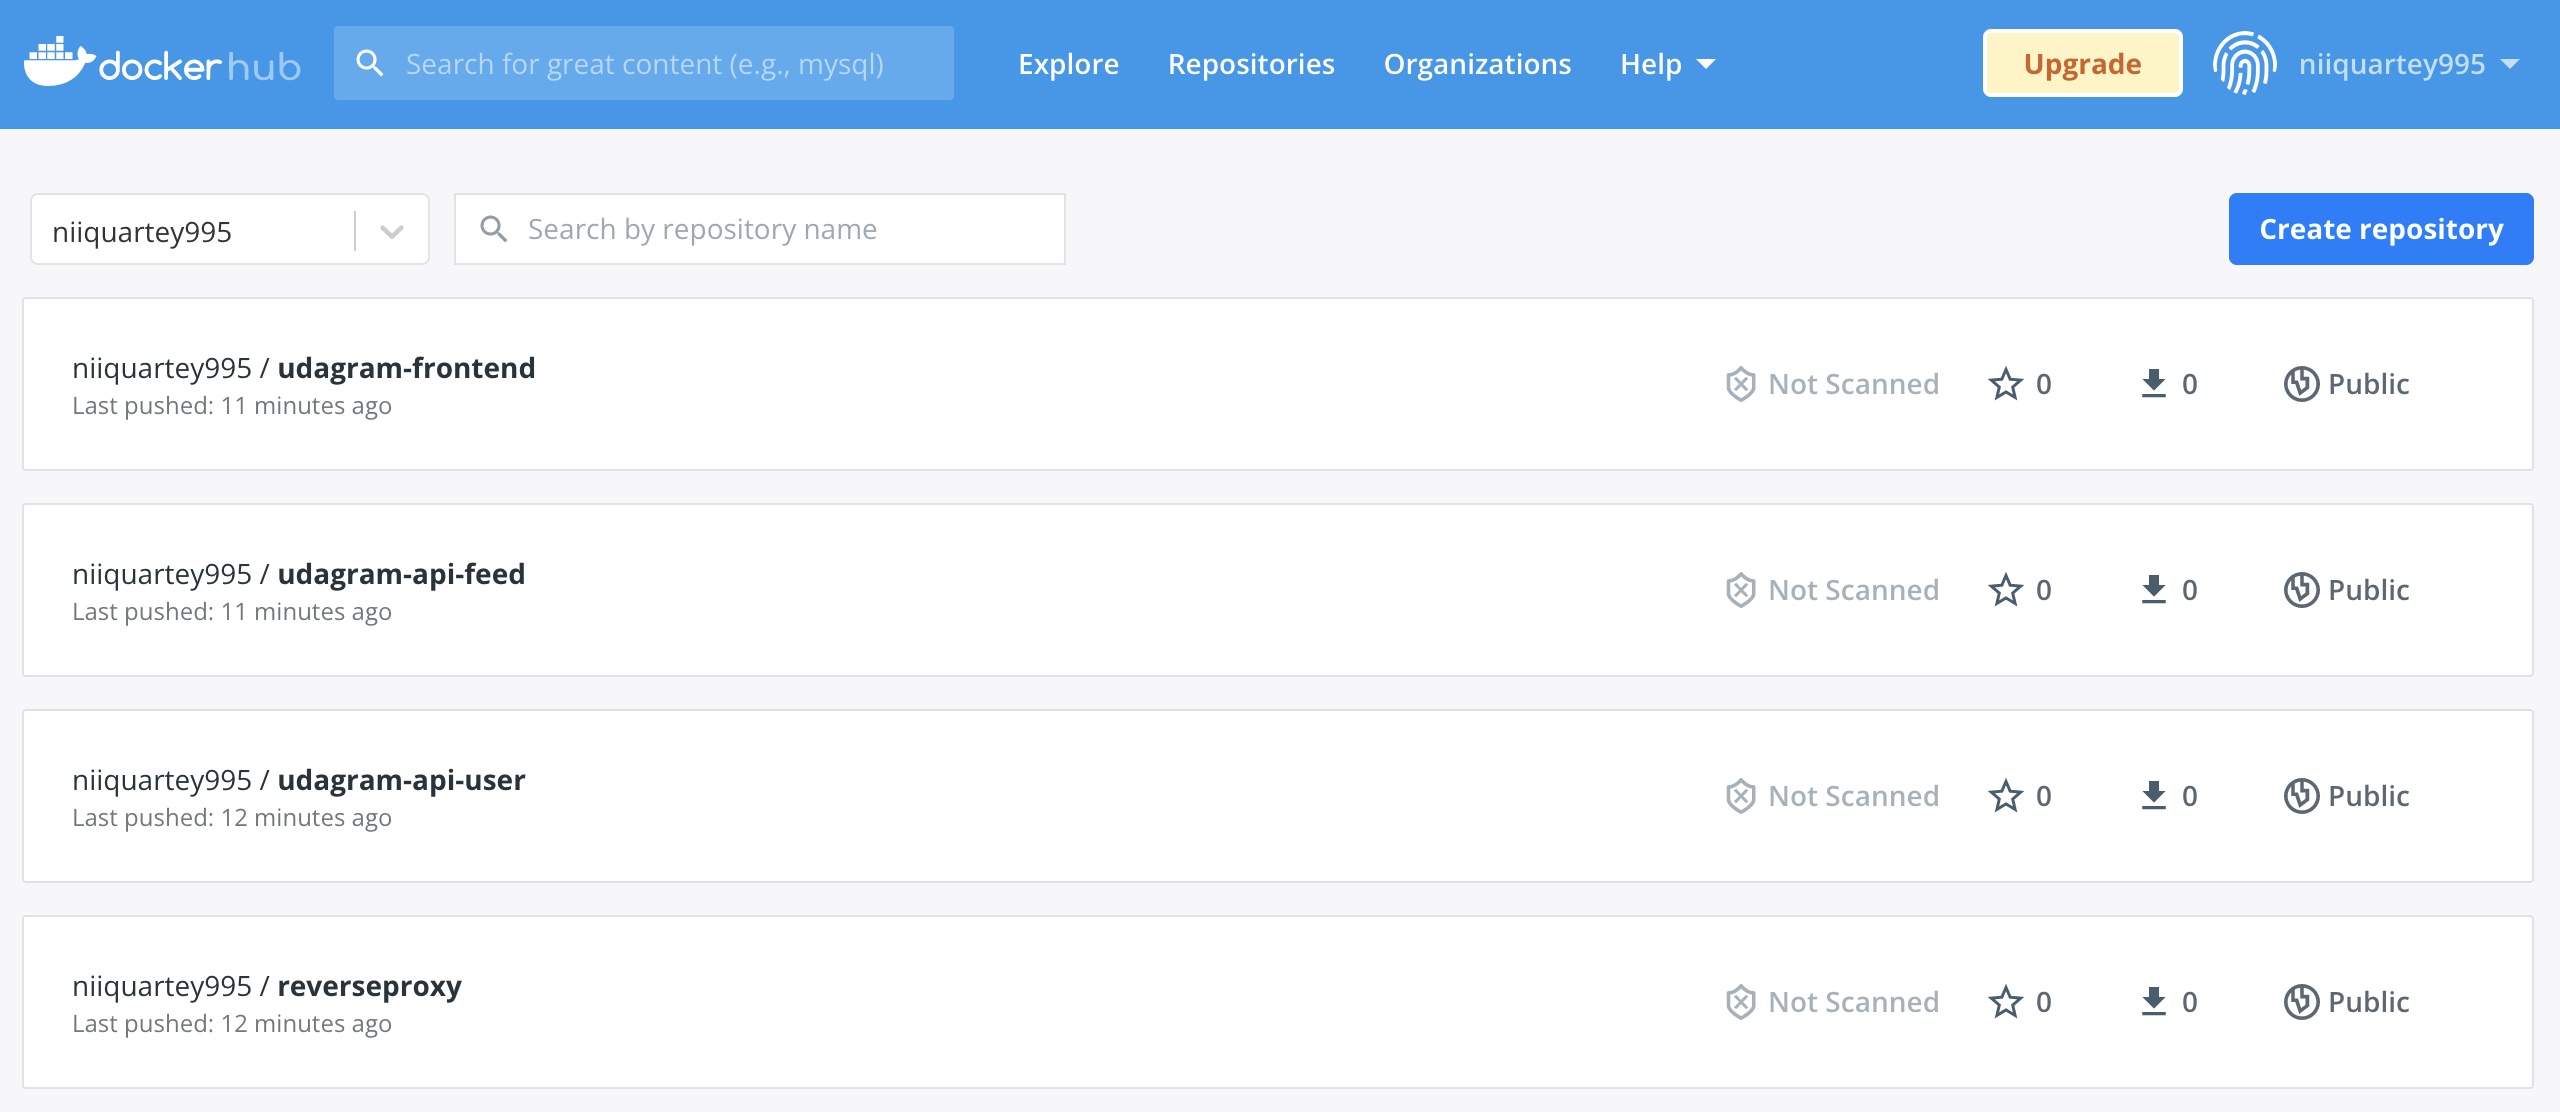 docker hub
Search for great content (e.g., mysql)
Explore
Repositories
Organizations
Help
Upgrade
niiquartey995
niiquartey995
Search by repository name
Create repository
niiquartey995 / udagram-frontend
Last pushed: 11 minutes ago
Not Scanned
0
0
Public
niiquartey995 / udagram-api-feed
Last pushed: 11 minutes ago
Not Scanned
0
0
Public
niiquartey995 / udagram-api-user
Last pushed: 12 minutes ago
Not Scanned
0
0
Public
niiquartey995 / reverseproxy
Last pushed: 12 minutes ago
Not Scanned
0
0
Public